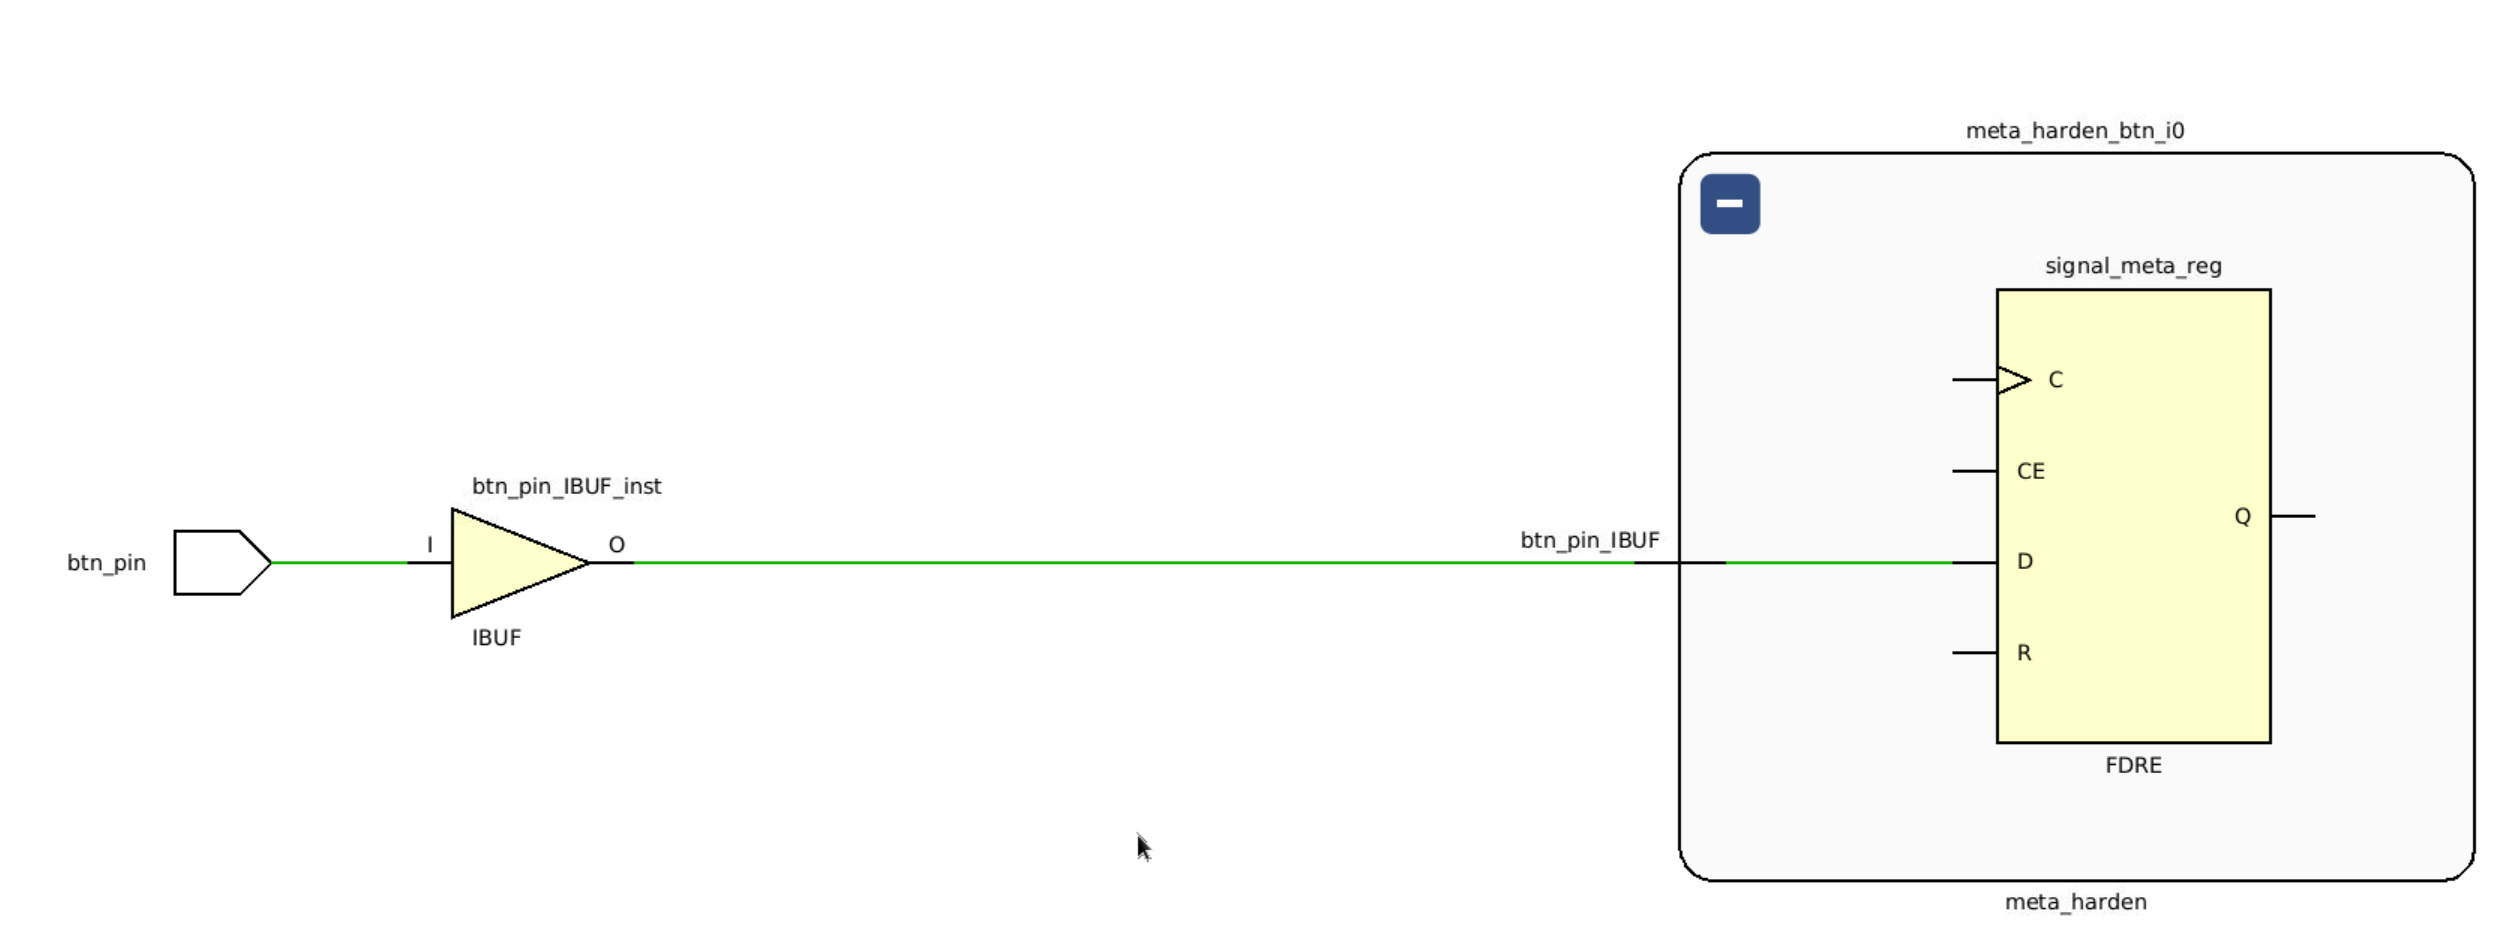 meta_harden_btn_i0
signal_meta_reg
C
CE
Q
D
R
FDRE
meta_harden
btn_pin_IBUF_inst
btn_pin
I
O
IBUF
btn_pin_IBUF